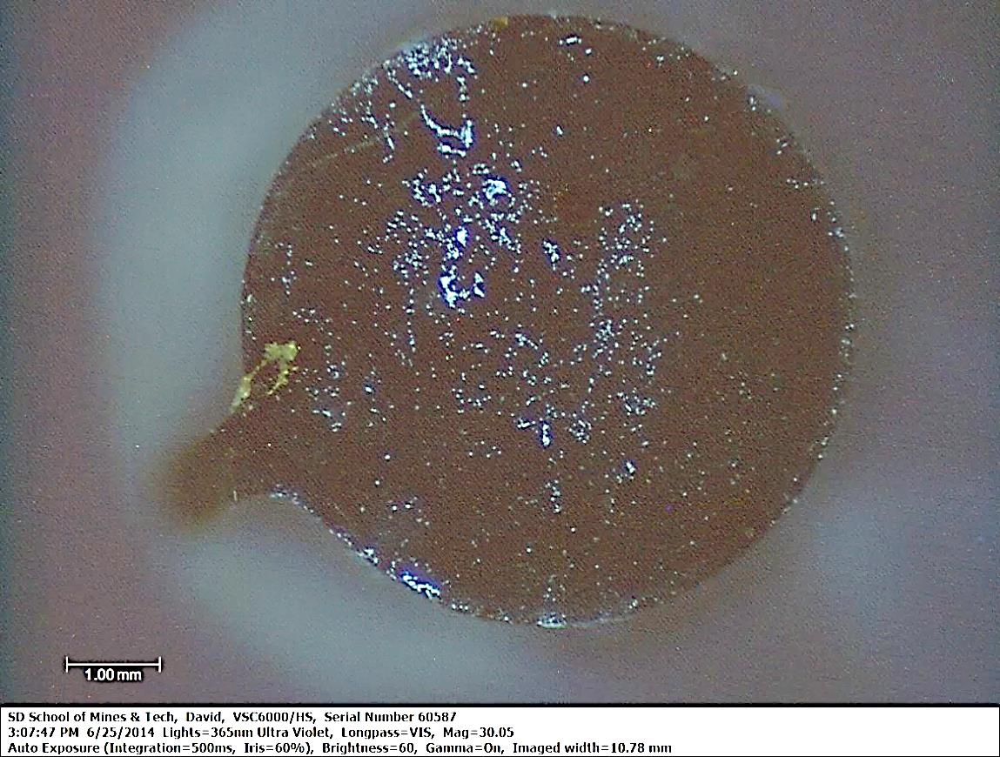 1.00 mm
SD School of Mines & Tech, David, VSC6000/HS, Serial Number 60587
3:07:47 PM 6/25/2014 Lights=365nm Ultra Violet, Longpass=VIS, Mag=30.05
Auto Exposure (Integration=500ms, Iris=60%), Brightness=60, Gamma=On, Imaged width=10.78 mm